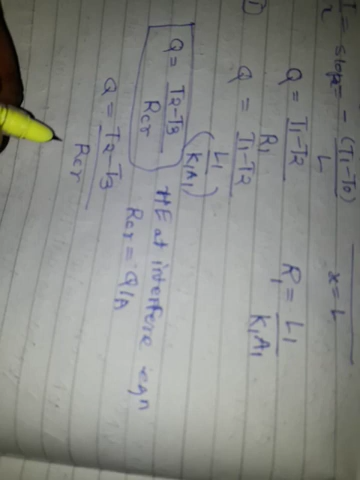 = slope = - (T1-T0) / L
x = L
Q = T1-T2 / R1
R1 = L1 / K1A1
Q = T1-T2 / (L1 / K1A1)
Q = T2-T3 / Rcr
HE at interface eqn
Rcr = Q/A
Q = T2-T3 / Rcr